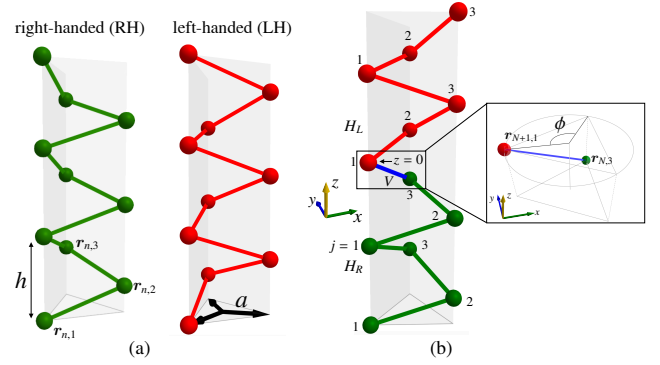 right-handed (RH)
left-handed (LH)
r_{n,3}
h
r_{n,2}
r_{n,1}
a
(a)
3
2
1
3
H_L
2
1
z = 0
V
3
z
y
x
2
j = 1
3
H_R
2
1
(b)
r_{N+1,1}
ϕ
r_{N,3}
z
y
x